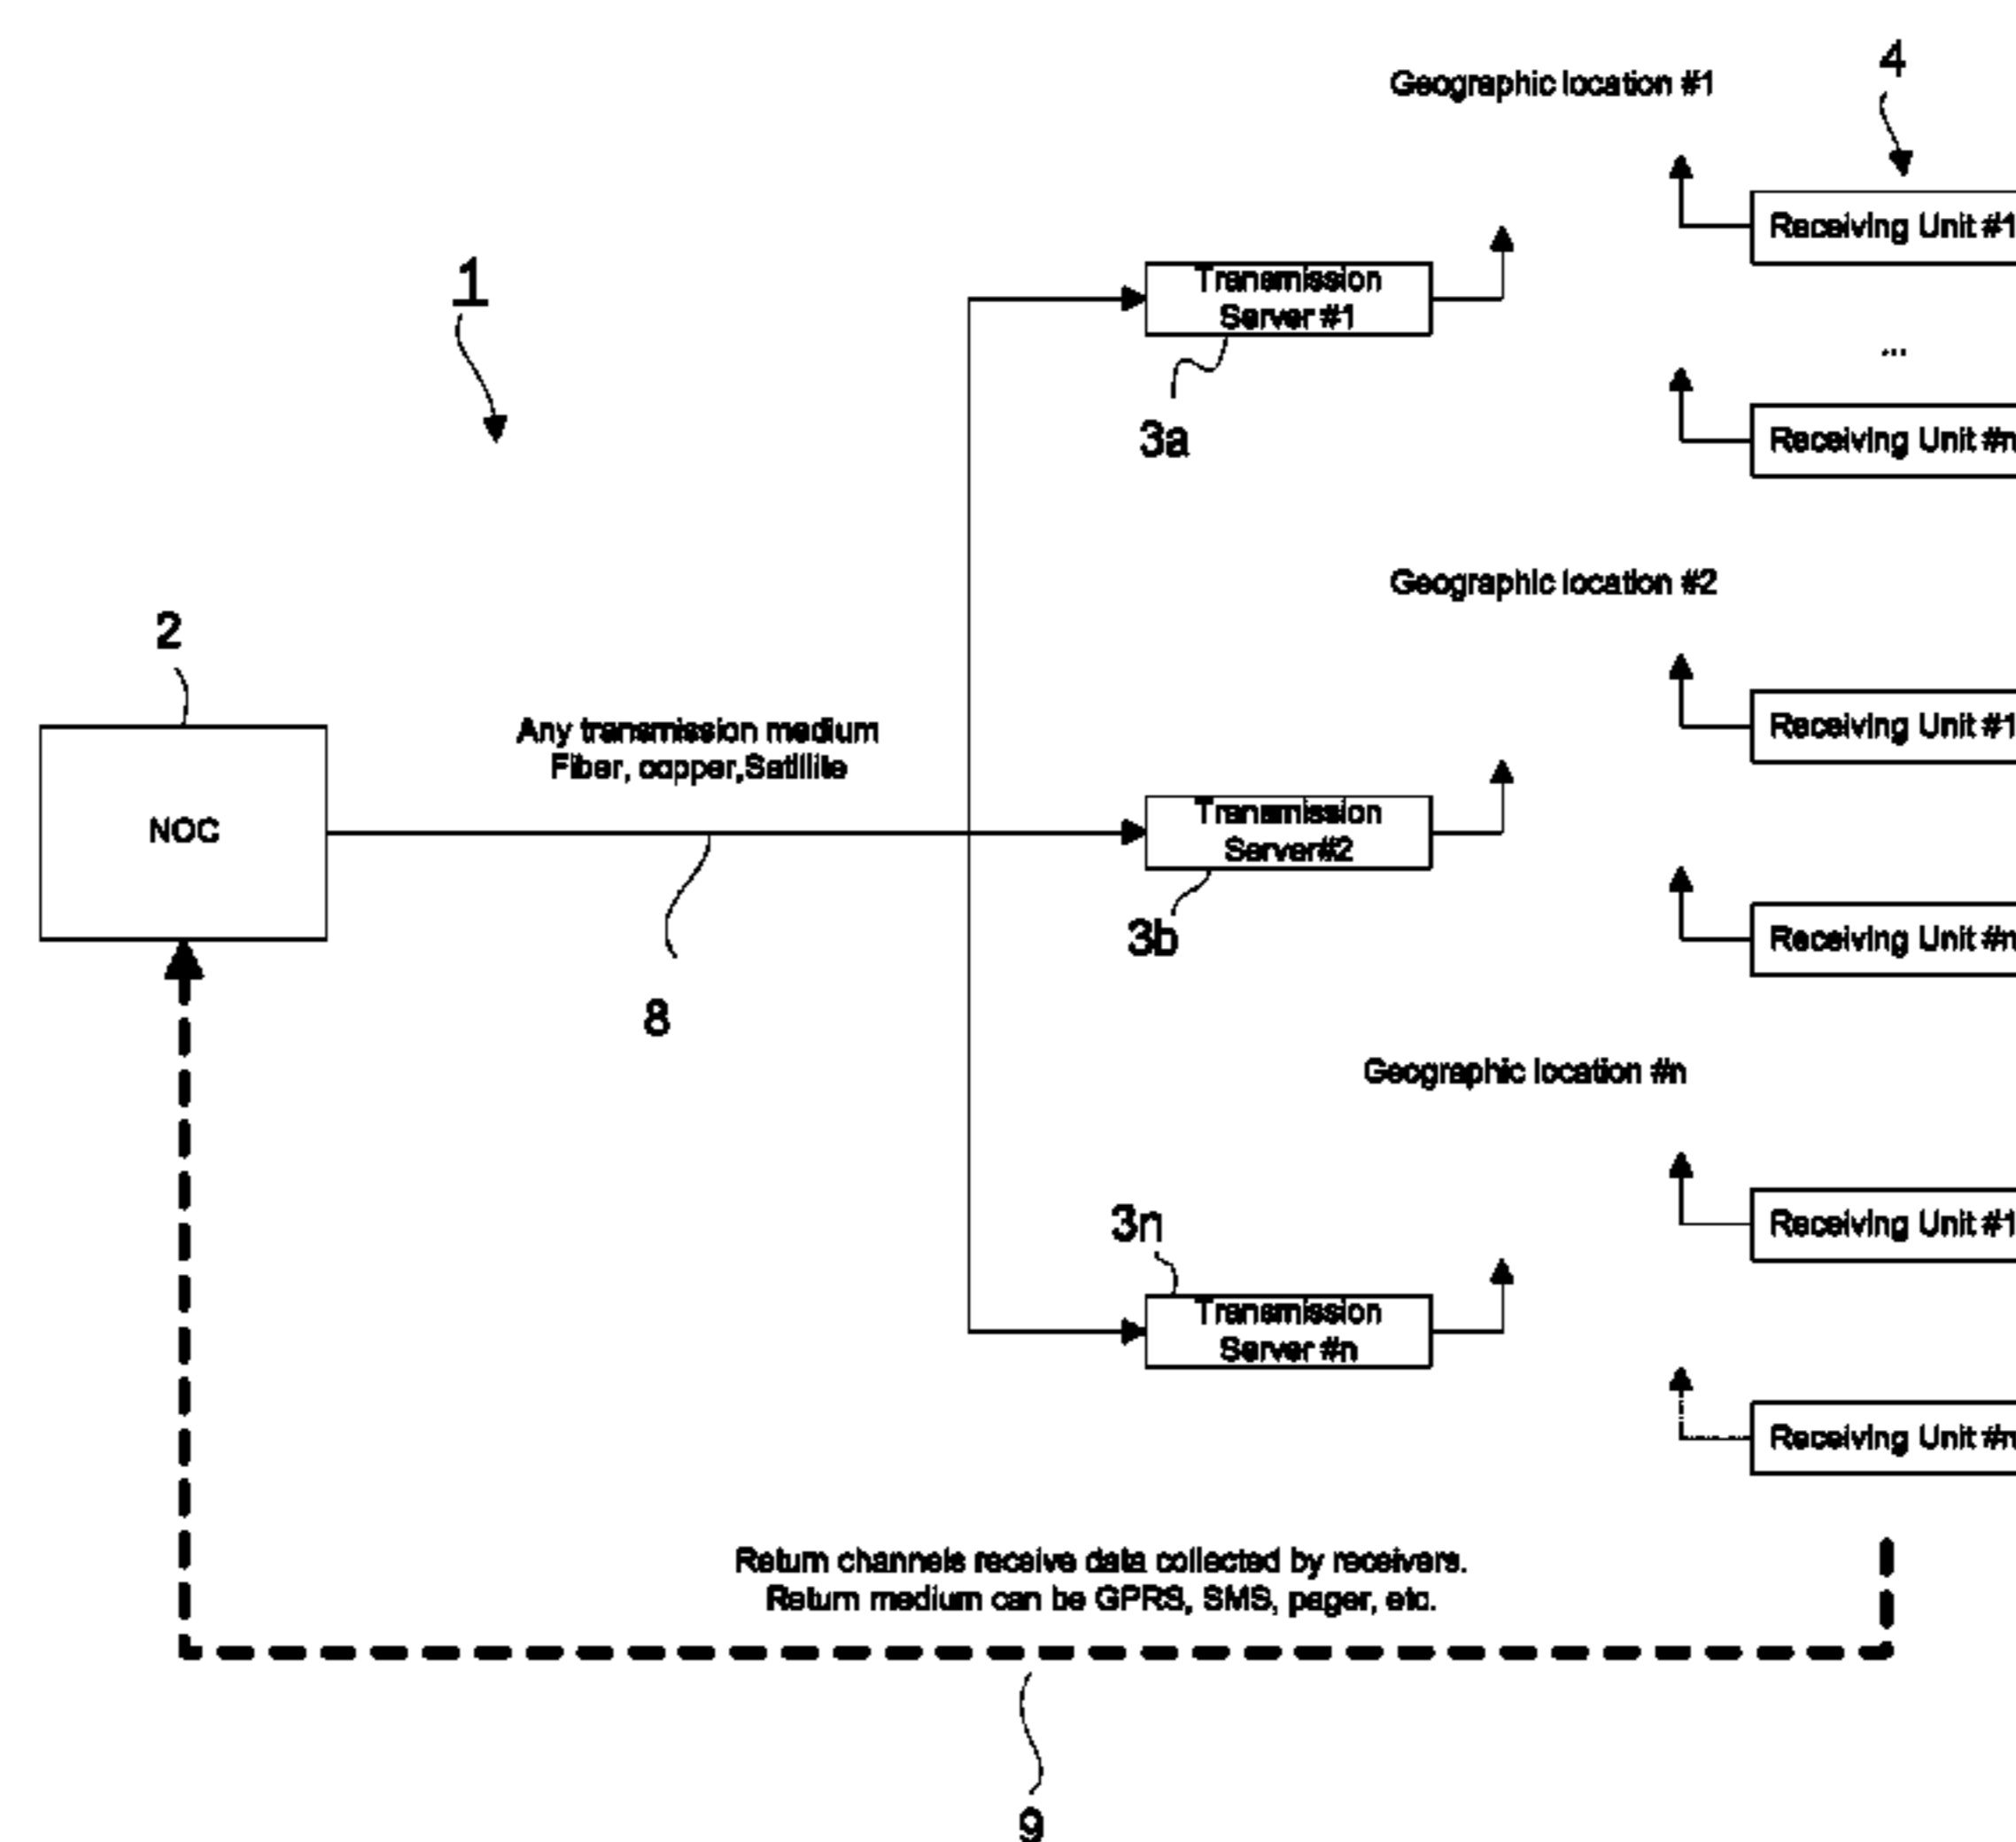 4
Geographic location #1
Receiving Unit #1
1
Transmission
Server #1
...
3a
Receiving Unit #n
Geographic location #2
2
Any transmission medium
Fiber, copper,Satillite
Receiving Unit #1
NOC
Transmission
Server#2
3b
Receiving Unit #n
8
Geographic location #n
3n
Receiving Unit #1
Transmission
Server #n
Receiving Unit #n
Return channels receive data collected by receivers.
Return medium can be GPRS, SMS, pager, etc.
9